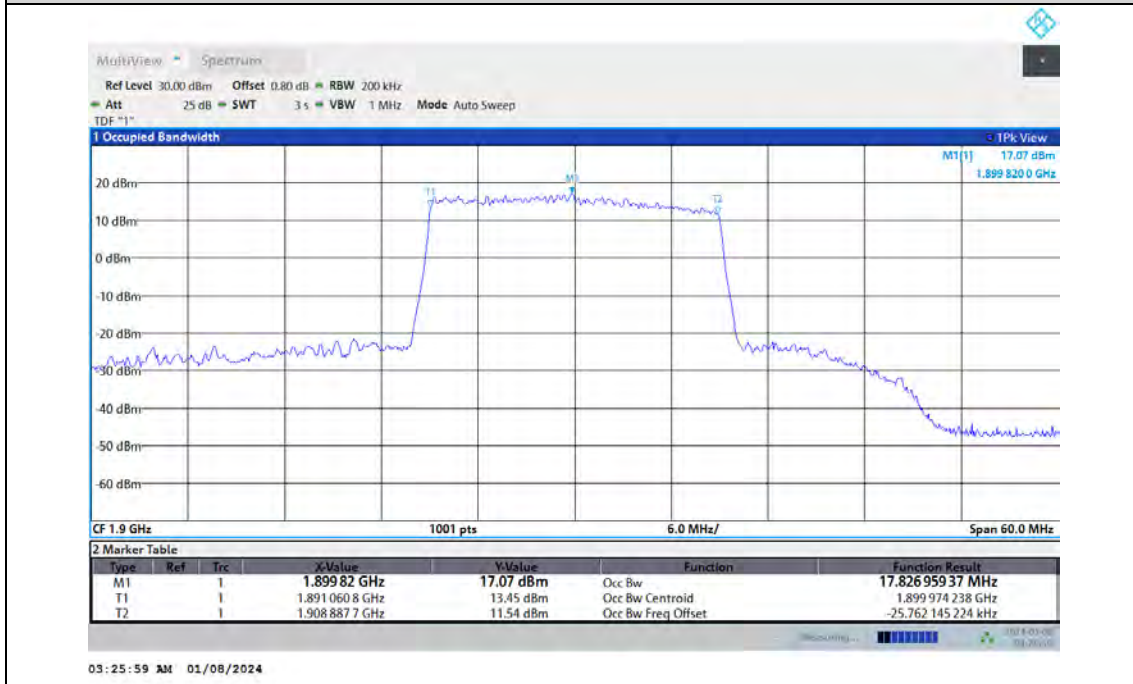 MultiView Spectrum
Ref Level 30.00 dBm Offset 0.80 dB RBW 200 kHz
Att 25 dB SWT 3 s VBW 1 MHz Mode Auto Sweep
TDF "1"
1 Occupied Bandwidth 1Pk View
M1[1] 17.07 dBm
1.899 820 0 GHz
M1
T1
T2
20 dBm
10 dBm
0 dBm
-10 dBm
-20 dBm
-30 dBm
-40 dBm
-50 dBm
-60 dBm
CF 1.9 GHz 1001 pts 6.0 MHz/ Span 60.0 MHz
2 Marker Table
Type Ref Trc X-Value Y-Value Function Function Result
M1 1 1.899 82 GHz 17.07 dBm Occ Bw 17.826 959 37 MHz
T1 1 1.891 060 8 GHz 13.45 dBm Occ Bw Centroid 1.899 974 238 GHz
T2 1 1.908 887 7 GHz 11.54 dBm Occ Bw Freq Offset -25.762 145 224 kHz
03:25:59 AM 01/08/2024